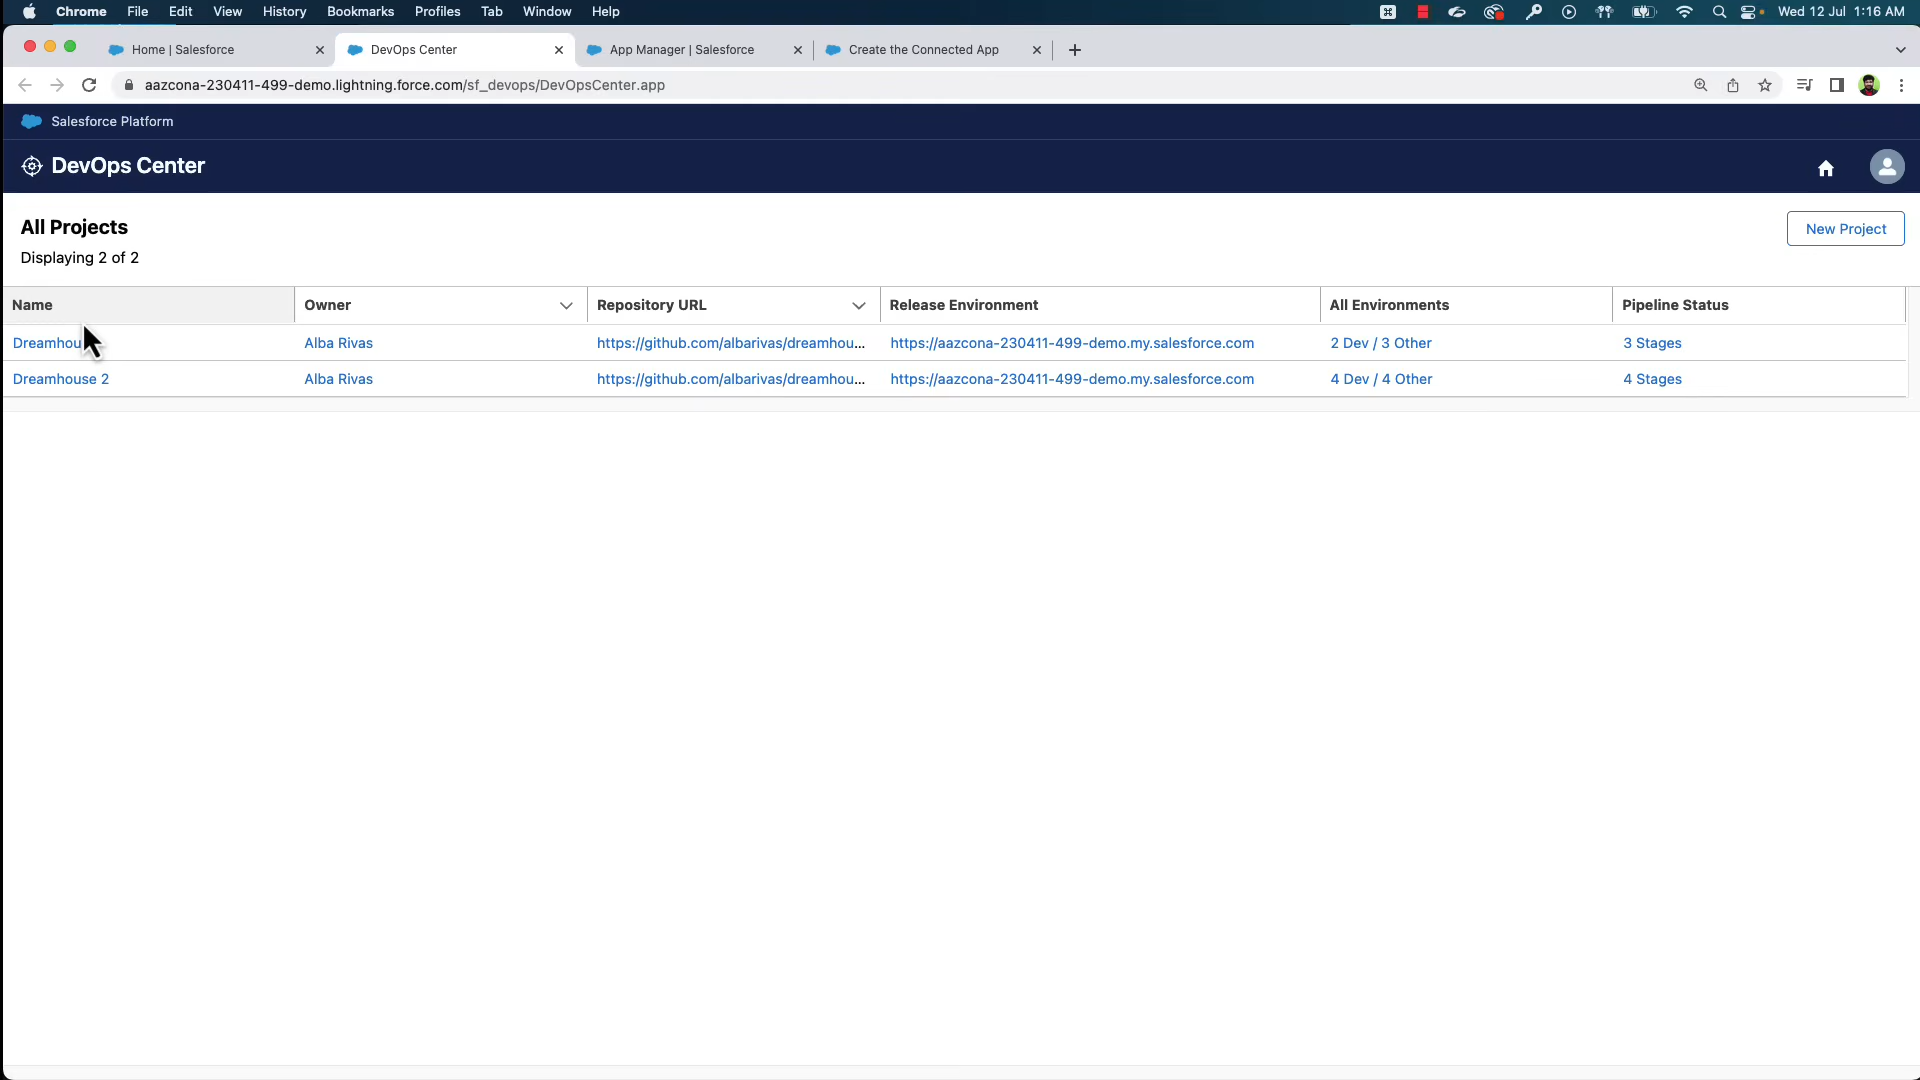 Chrome File Edit View History Bookmarks Profiles Tab Window Help Wed 12 Jul 1:16 AM
Home | Salesforce DevOps Center App Manager | Salesforce Create the Connected App
aazcona-230411-499-demo.lightning.force.com/sf_devops/DevOpsCenter.app
Salesforce Platform
DevOps Center
All Projects
New Project
Displaying 2 of 2
Name Owner Repository URL Release Environment All Environments Pipeline Status
Alba Rivas https://github.com/albarivas/dreamhou... https://aazcona-230411-499-demo.my.salesforce.com 2 Dev / 3 Other 3 Stages
Dreamhouse 2 Alba Rivas https://github.com/albarivas/dreamhou... https://aazcona-230411-499-demo.my.salesforce.com 4 Dev / 4 Other 4 Stages